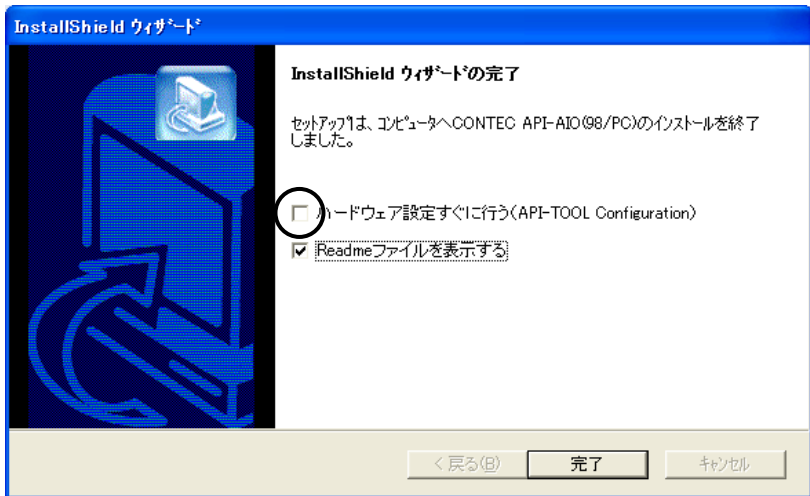 InstallShield ウィザード
InstallShield ウィザードの完了
セットアップは、コンピュータへCONTEC API-AIO(98/PC)のインストールを終了
しました。
ハードウェア設定すぐに行う(API-TOOL Configuration)
Readmeファイルを表示する
< 戻る(B)
完了
キャンセル